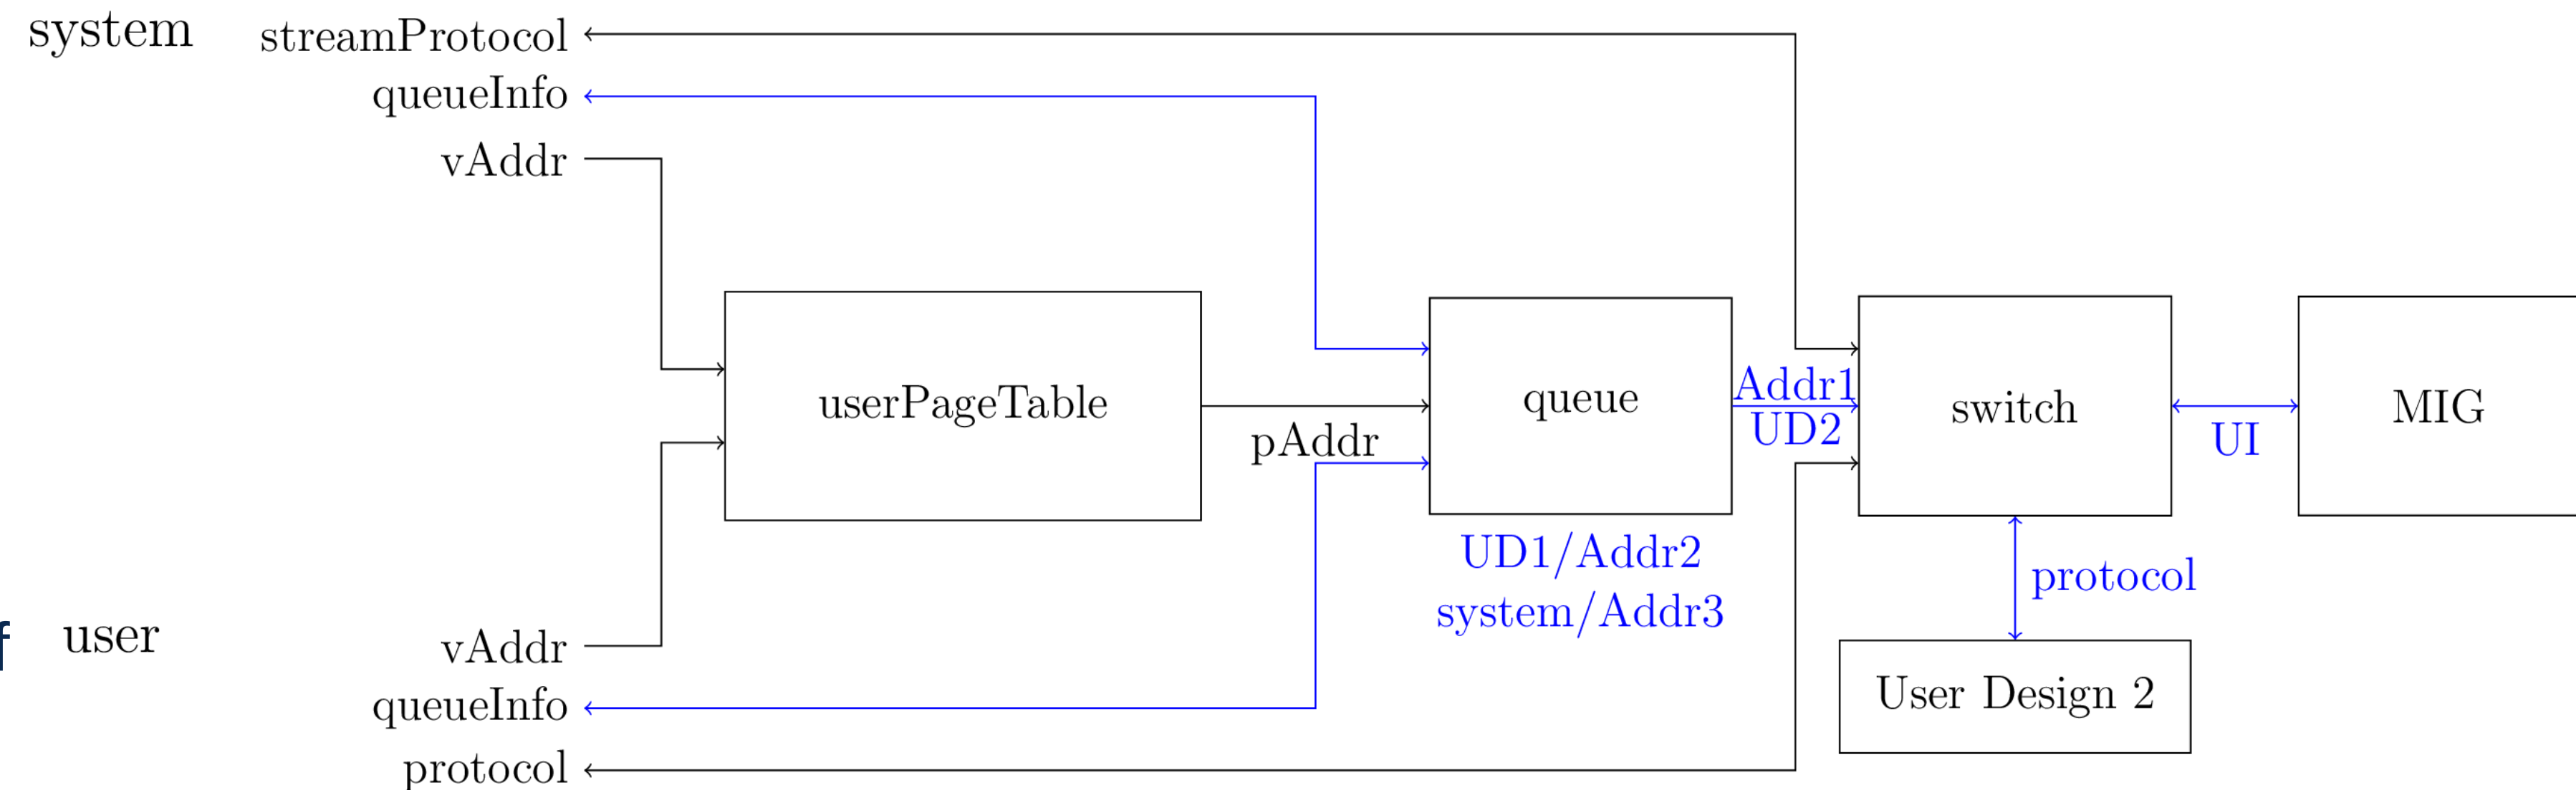 system
streamProtocol
queueInfo
vAddr
userPageTable
pAddr
queue
Addr1
UD2
switch
UI
MIG
UD1/Addr2
system/Addr3
protocol
User Design 2
f
user
vAddr
queueInfo
protocol